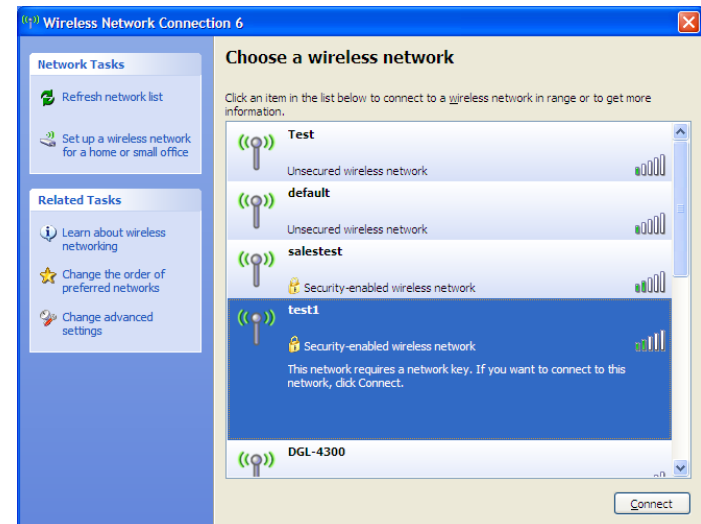 Wireless Network Connection 6
Network Tasks
Refresh network list
Set up a wireless network
for a home or small office
Related Tasks
Learn about wireless
networking
Change the order of
preferred networks
Change advanced
settings
Choose a wireless network
Click an item in the list below to connect to a wireless network in range or to get more
information.
Test
Unsecured wireless network
default
Unsecured wireless network
salestest
Security-enabled wireless network
test1
Security-enabled wireless network
This network requires a network key. If you want to connect to this
network, click Connect.
DGL-4300
Connect